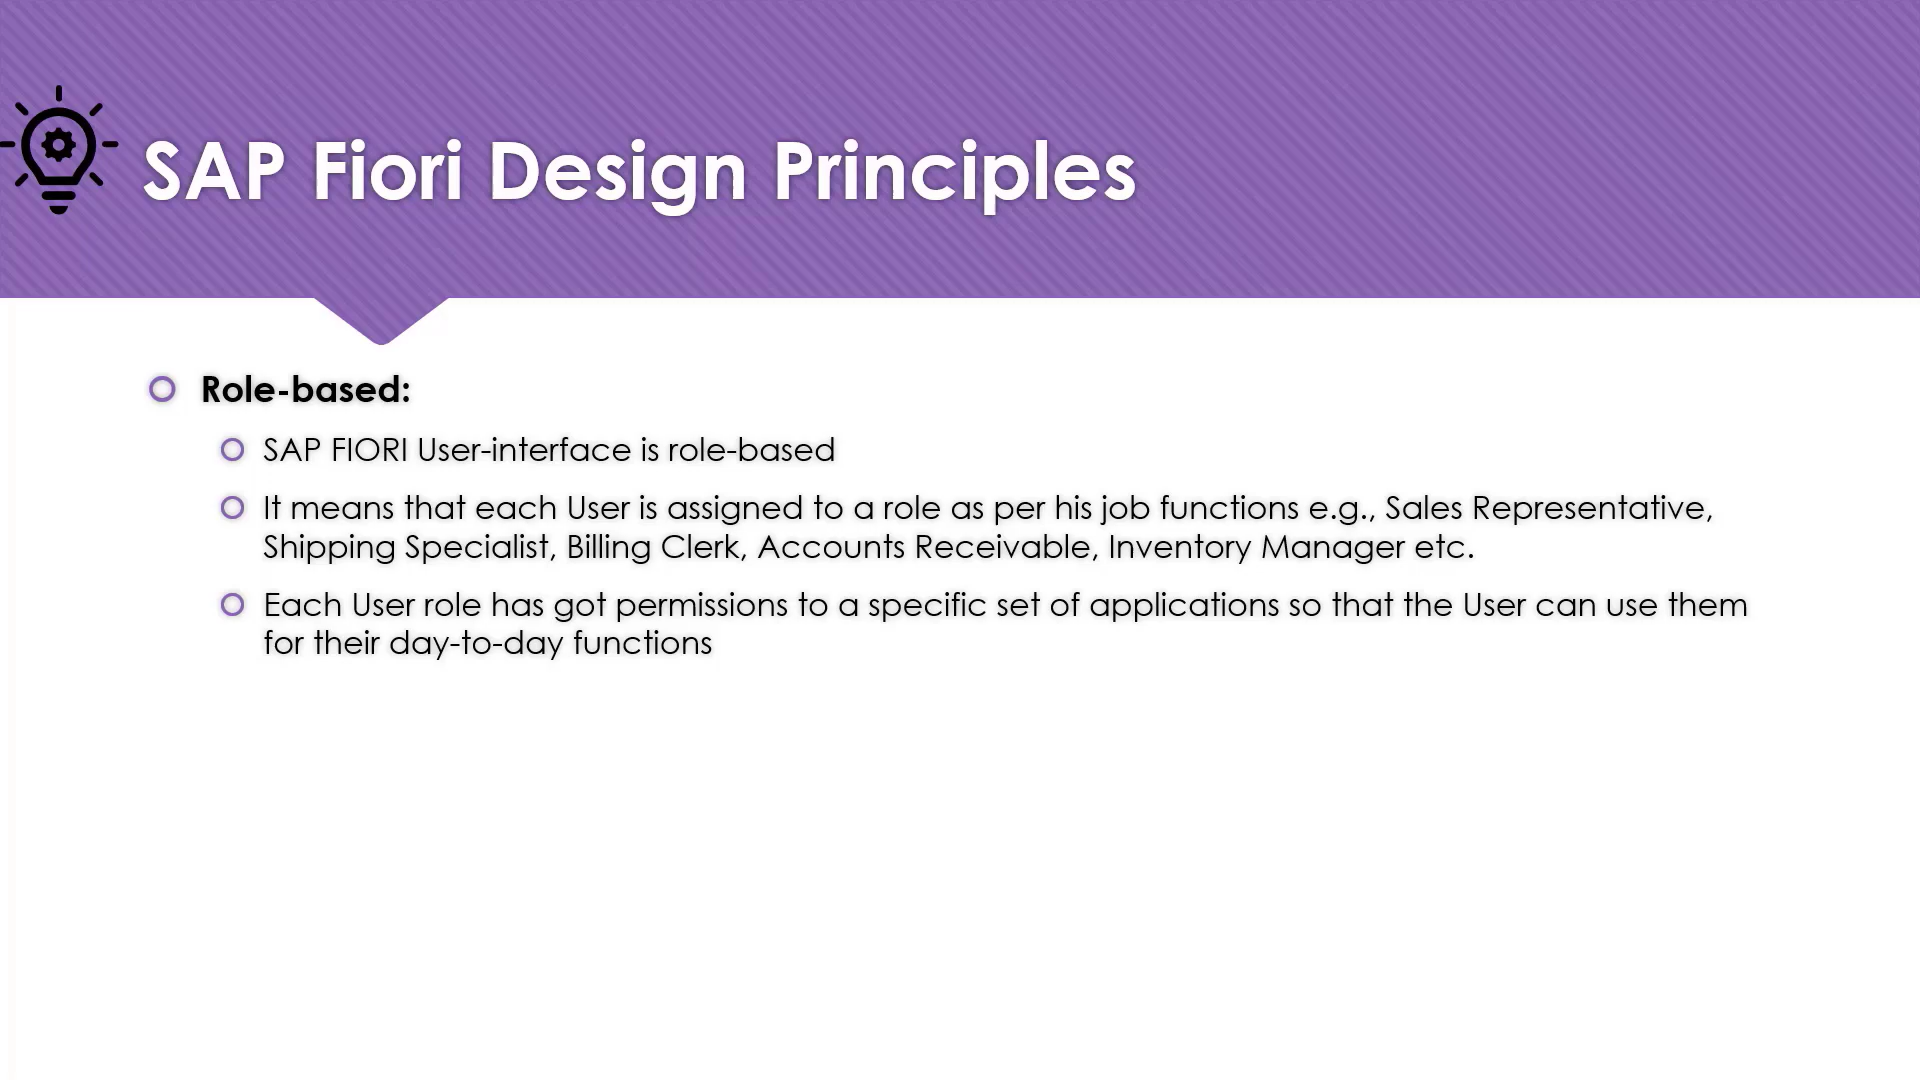 SAP Fiori Design Principles
Role-based:
SAP FIORI User-interface is role-based
It means that each User is assigned to a role as per his job functions e.g., Sales Representative,
Shipping Specialist, Billing Clerk, Accounts Receivable, Inventory Manager etc.
Each User role has got permissions to a specific set of applications so that the User can use them
for their day-to-day functions